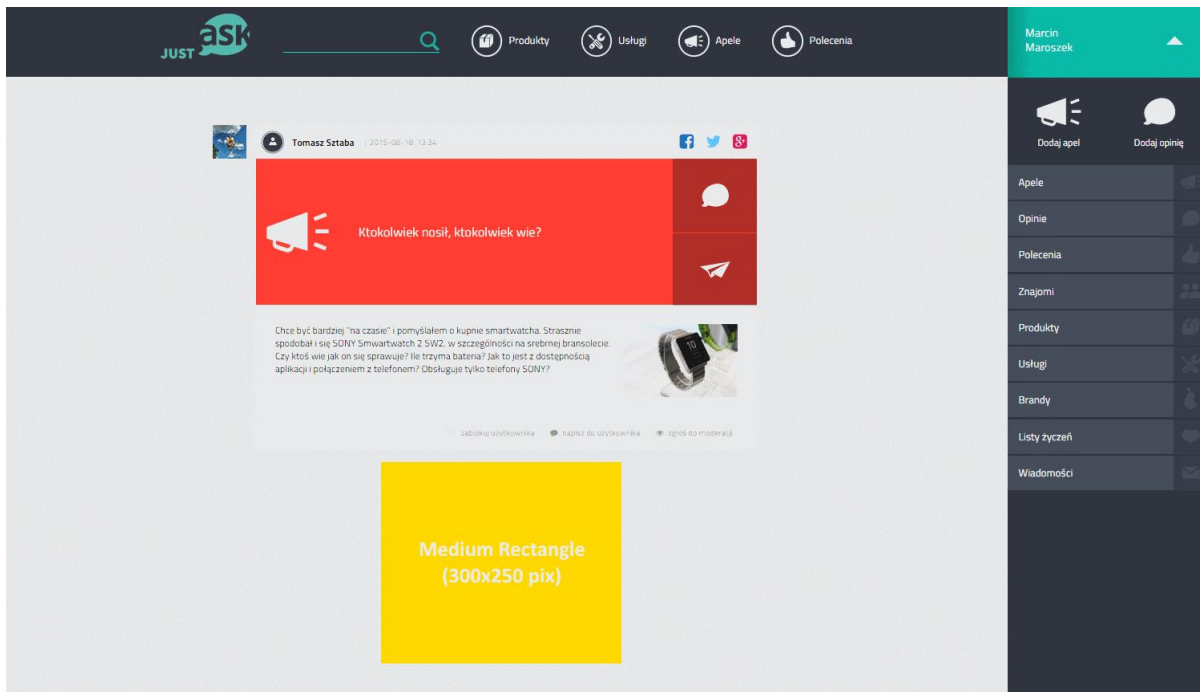 JUST ask
Produkty
Usługi
Apele
Polecenia
Marcin
Maroszek
Dodaj apel
Dodaj opinię
Tomasz Sztaba | 2015-08-18, 13:34
Ktokolwiek nosił, ktokolwiek wie?
Chce być bardziej "na czasie" i pomyślałem o kupnie smartwatcha. Strasznie
spodobał i się SONY Smwartwatch 2 SW2, w szczególności na srebrnej bransolecie.
Czy ktoś wie jak on się sprawuje? Ile trzyma bateria? Jak to jest z dostępnością
aplikacji i połączeniem z telefonem? Obsługuje tylko telefony SONY?
zablokuj użytkownika
napisz do użytkownika
zgłoś do moderacji
Medium Rectangle
(300x250 pix)
Apele
Opinie
Polecenia
Znajomi
Produkty
Usługi
Brandy
Listy życzeń
Wiadomości